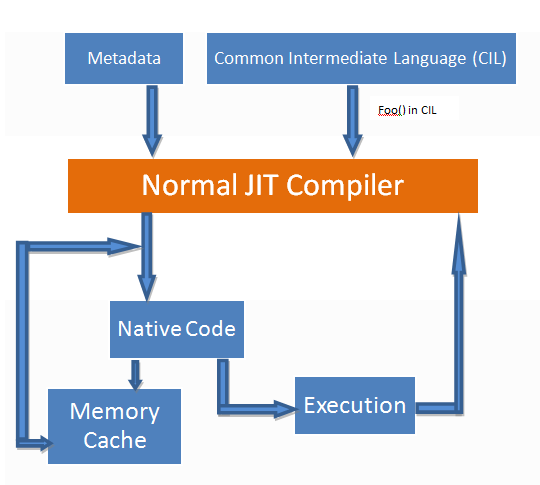 Metadata
Common Intermediate Language (CIL)
Foo() in CIL
Normal JIT Compiler
Native Code
Execution
Memory
Cache